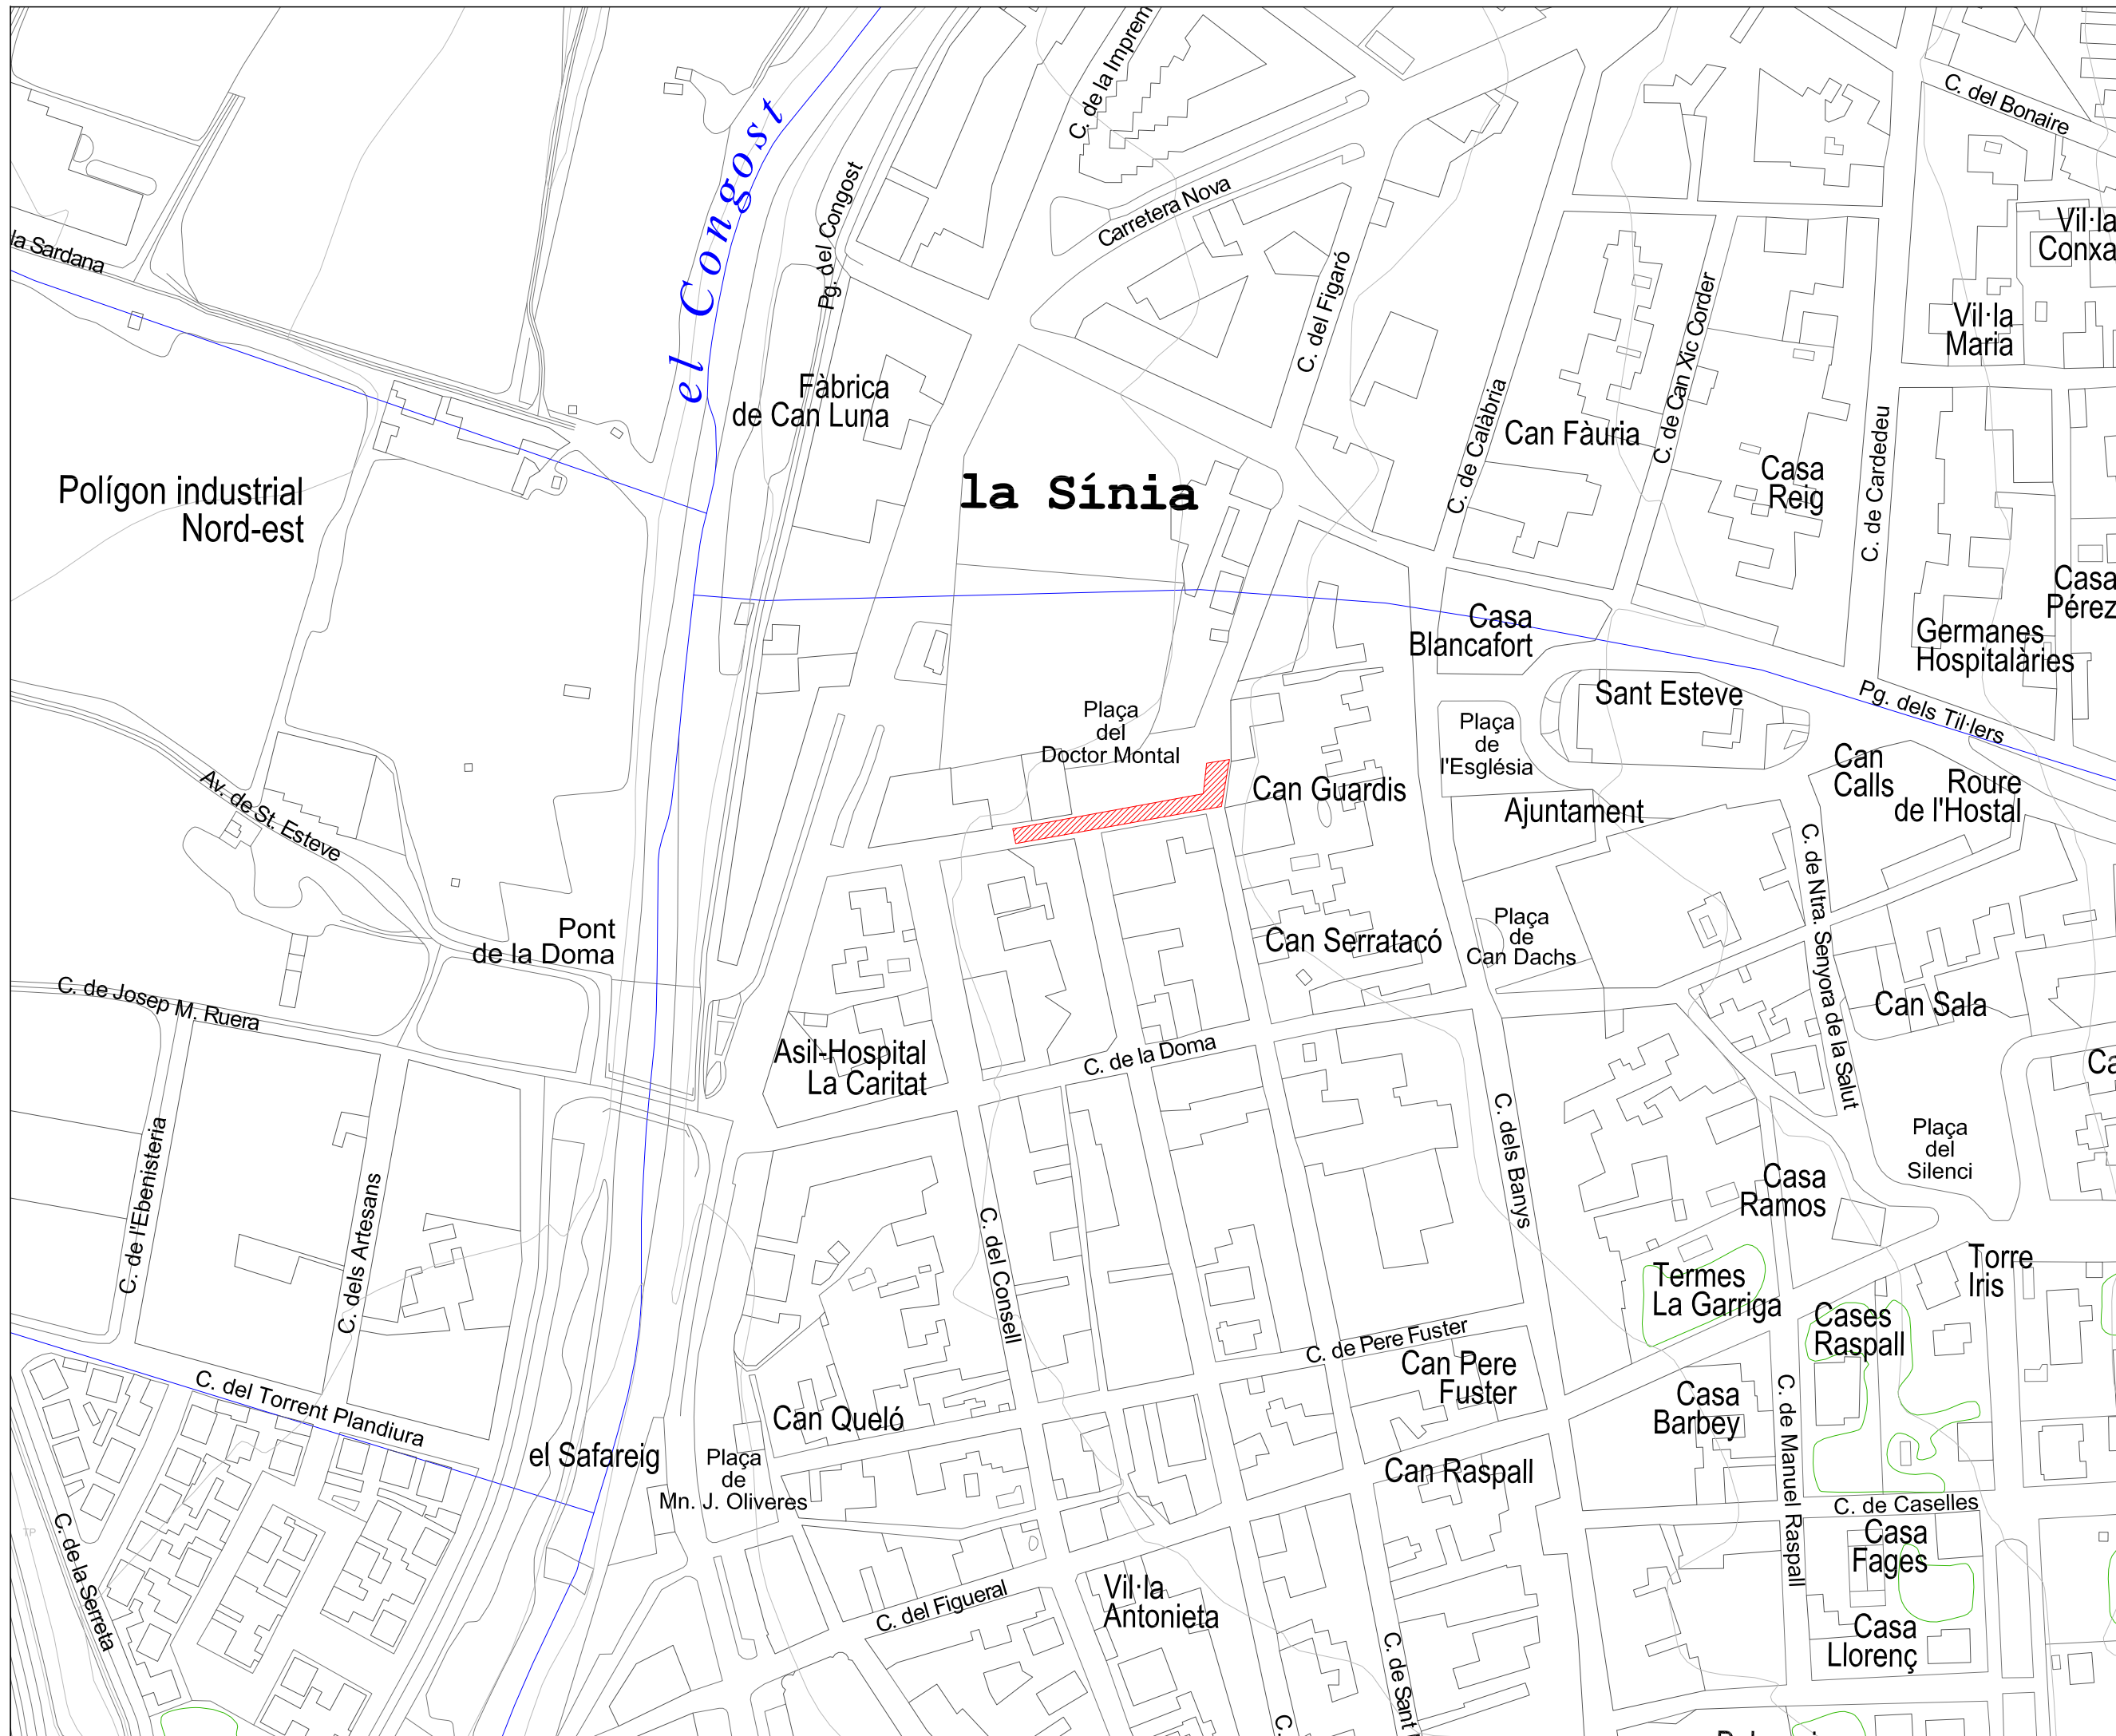 C. de la Imprem
C. del Bonaire
el Congost
Pg. del Congost
Carretera Nova
C. del Figaró
la Sardana
Vil·la
Conxa
C. de Can Xic Corder
Vil·la
Maria
Fàbrica
de Can Luna
C. de Calàbria
Can Fàuria
C. de Cardedeu
Casa
Reig
Polígon industrial
Nord-est
la Sínia
Casa
Pérez
Casa
Blancafort
Germanes
Hospitalàries
Sant Esteve
Pg. dels Til·lers
Plaça
del
Doctor Montal
Plaça
de
l'Església
Can
Calls
Roure
de l'Hostal
Can Guardis
Ajuntament
Av. de St. Esteve
C. de Ntra. Senyora de la Salut
Pont
de la Doma
Can Serratacó
Plaça
de
Can Dachs
C. de Josep M. Ruera
Can Sala
Asil-Hospital
La Caritat
C. de la Doma
Ca
C. de l'Ebenisteria
C. dels Artesans
C. dels Banys
Plaça
del
Silenci
Casa
Ramos
C. del Consell
Torre
Iris
Termes
La Garriga
Cases
Raspall
C. de Pere Fuster
Can Pere
Fuster
C. del Torrent Plandiura
Can Queló
Casa
Barbey
C. de Manuel Raspall
el Safareig
Plaça
de
Mn. J. Oliveres
Can Raspall
C. de Caselles
TP
C. de la Serreta
Casa
Fages
C. del Figueral
Vil·la
Antonieta
Casa
Llorenç
C. de Sant
C.